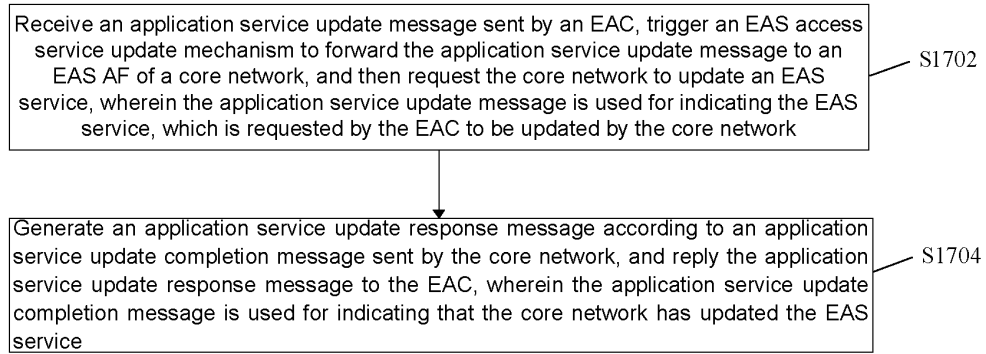 Receive an application service update message sent by an EAC, trigger an EAS access
service update mechanism to forward the application service update message to an
EAS AF of a core network, and then request the core network to update an EAS
service, wherein the application service update message is used for indicating the EAS
service, which is requested by the EAC to be updated by the core network
S1702
Generate an application service update response message according to an application
service update completion message sent by the core network, and reply the application
service update response message to the EAC, wherein the application service update
completion message is used for indicating that the core network has updated the EAS
service
S1704